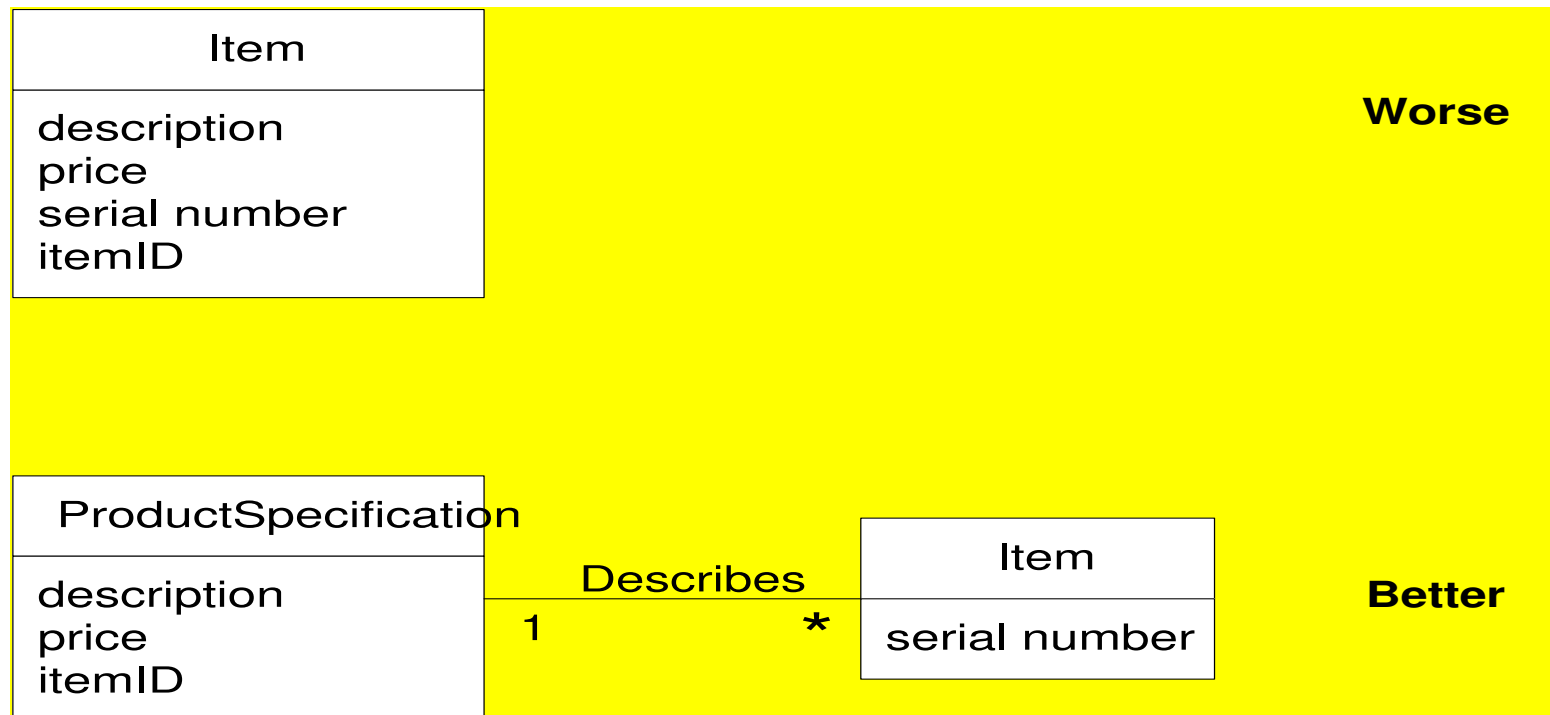 Item
description
price
serial number
itemID
Worse
ProductSpecification
description
price
itemID
Describes
1 *
Item
serial number
Better